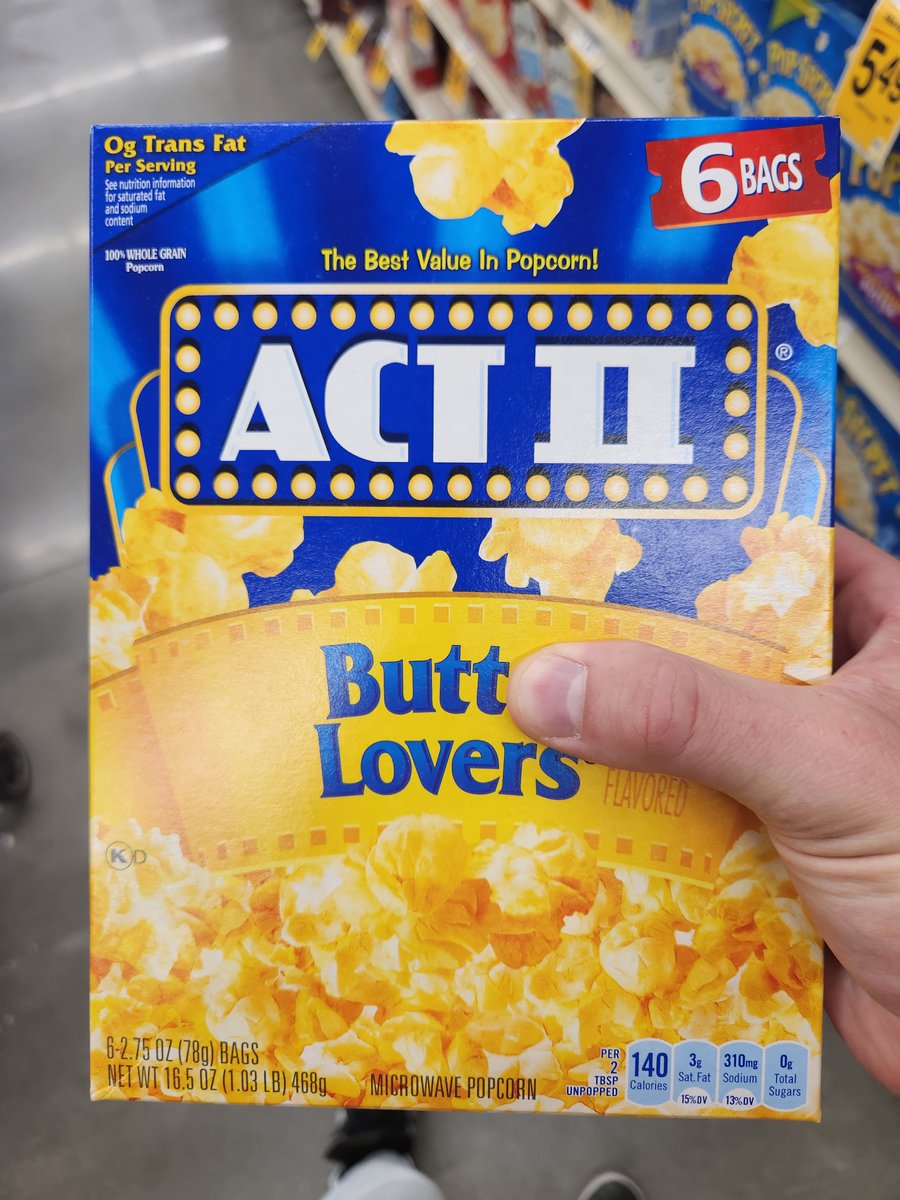 0g Trans Fat
Per Serving
See nutrition information
for saturated fat
and sodium
content
100% WHOLE GRAIN
Popcorn
6 BAGS
The Best Value In Popcorn!
ACT II®
Butt
Lovers
FLAVORED
K D
6-2.75 OZ (78g) BAGS
NET WT 16.5 OZ (1.03 LB) 468g
MICROWAVE POPCORN
PER
2
TBSP
UNPOPPED
140
Calories
3g
Sat. Fat
15% DV
310mg
Sodium
13% DV
0g
Total
Sugars
549